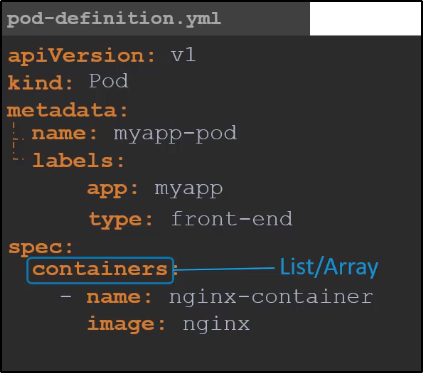 pod-definition.yml
apiVersion: v1
kind: Pod
metadata:
name: myapp-pod
labels:
app: myapp
type: front-end
spec:
containers: List/Array
- name: nginx-container
image: nginx